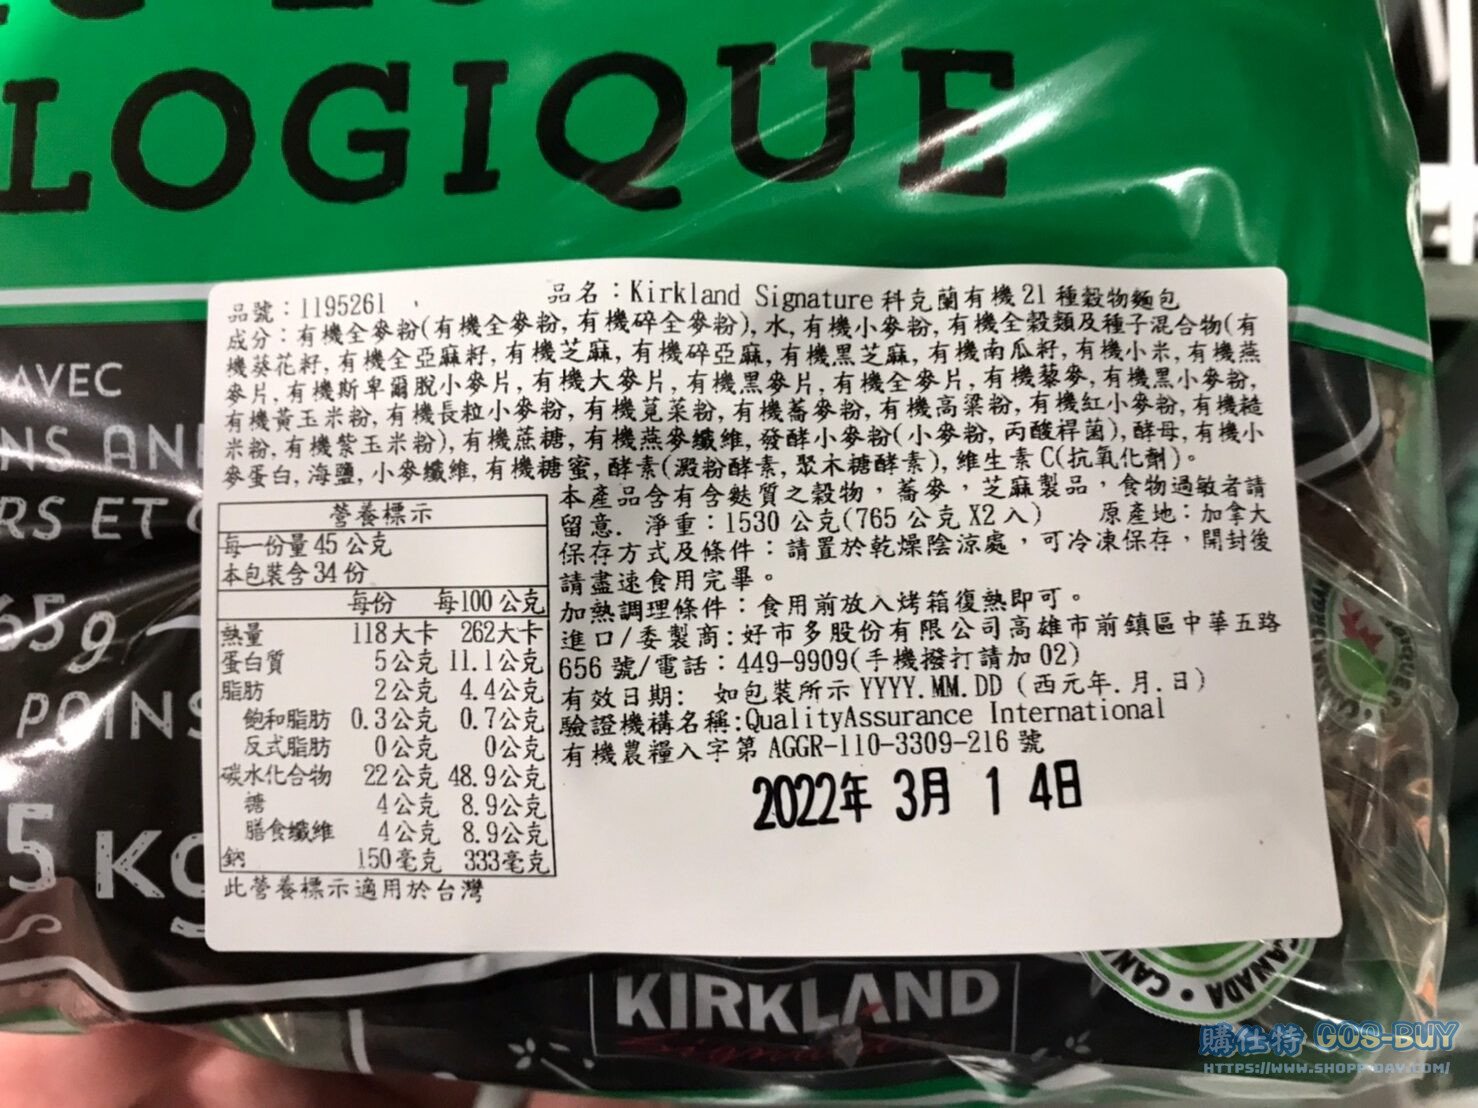 LOGIQUE
品號：1195261 品名：Kirkland Signature 科克蘭有機 21 種穀物麵包
成分：有機全麥粉(有機全麥粉, 有機碎全麥粉), 水, 有機小麥粉, 有機全穀類及種子混合物(有
機葵花籽, 有機全亞麻籽, 有機芝麻, 有機碎亞麻, 有機黑芝麻, 有機南瓜籽, 有機小米, 有機燕
麥片, 有機斯卑爾脫小麥片, 有機大麥片, 有機黑麥片, 有機全麥片, 有機藜麥, 有機黑小麥粉,
有機黃玉米粉, 有機長粒小麥粉, 有機莧菜粉, 有機蕎麥粉, 有機高粱粉, 有機紅小麥粉, 有機糙
米粉, 有機紫玉米粉), 有機蔗糖, 有機燕麥纖維, 發酵小麥粉(小麥粉, 丙酸桿菌), 酵母, 有機小
麥蛋白, 海鹽, 小麥纖維, 有機糖蜜, 酵素(澱粉酵素, 聚木糖酵素), 維生素 C(抗氧化劑)。
本產品含有含麩質之穀物，蕎麥，芝麻製品，食物過敏者請
留意. 淨重：1530 公克(765 公克 X2 入) 原產地：加拿大
保存方式及條件：請置於乾燥陰涼處，可冷凍保存，開封後
請盡速食用完畢。
加熱調理條件：食用前放入烤箱復熱即可。
進口/委製商:好市多股份有限公司高雄市前鎮區中華五路
656 號/電話：449-9909(手機撥打請加 02)
有效日期: 如包裝所示 YYYY.MM.DD (西元年.月.日)
驗證機構名稱:QualityAssurance International
有機農糧入字第 AGGR-110-3309-216 號
2022年 3月 1 4日
營養標示
每一份量 45 公克
本包裝含 34 份
每份 每100 公克
熱量 118大卡 262大卡
蛋白質 5公克 11.1公克
脂肪 2公克 4.4公克
飽和脂肪 0.3公克 0.7公克
反式脂肪 0公克 0公克
碳水化合物 22公克 48.9公克
糖 4公克 8.9公克
膳食纖維 4公克 8.9公克
鈉 150毫克 333毫克
此營養標示適用於台灣
AVEC
NS AN
RS ET
65g
POINS
5 KG
KIRKLAND
CANADA
購仕特 GOS-BUY
HTTPS://WWW.SHOPP-DAY.COM/